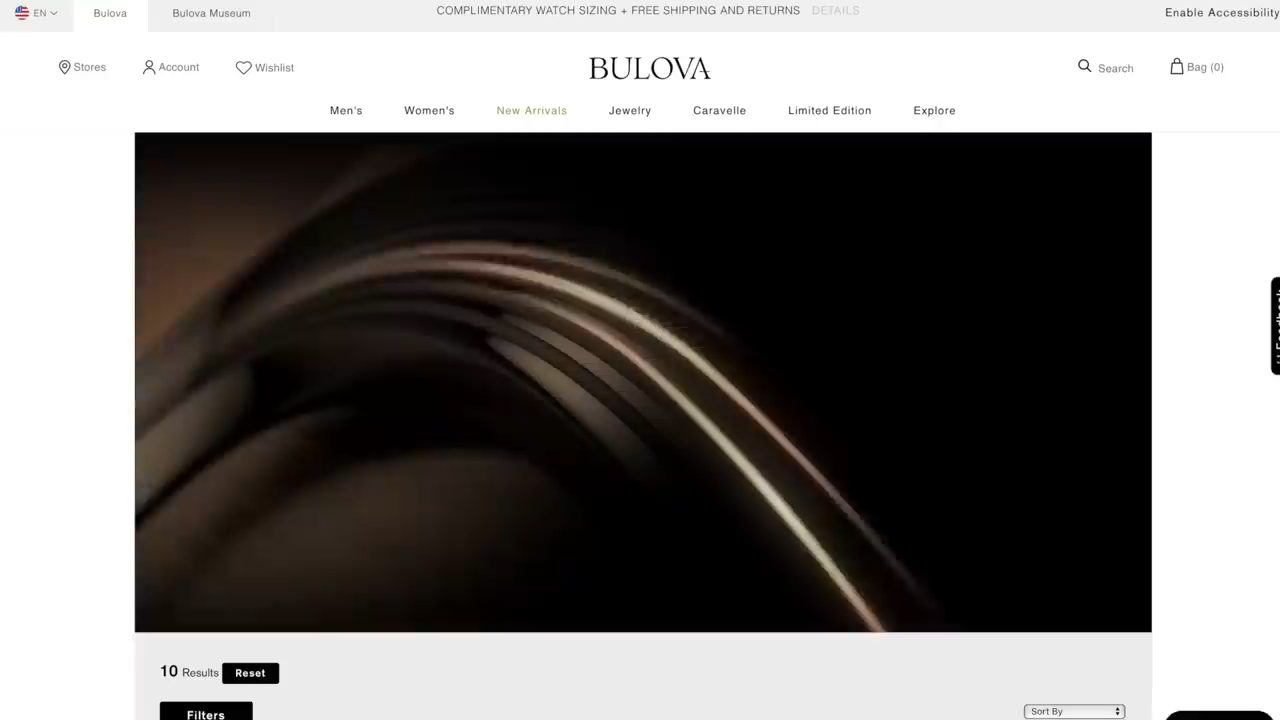 EN
Bulova
Bulova Museum
COMPLIMENTARY WATCH SIZING + FREE SHIPPING AND RETURNS DETAILS
Enable Accessibility
Stores
Account
Wishlist
BULOVA
Search
Bag (0)
Men's
Women's
New Arrivals
Jewelry
Caravelle
Limited Edition
Explore
10 Results
Reset
Filters
Sort By